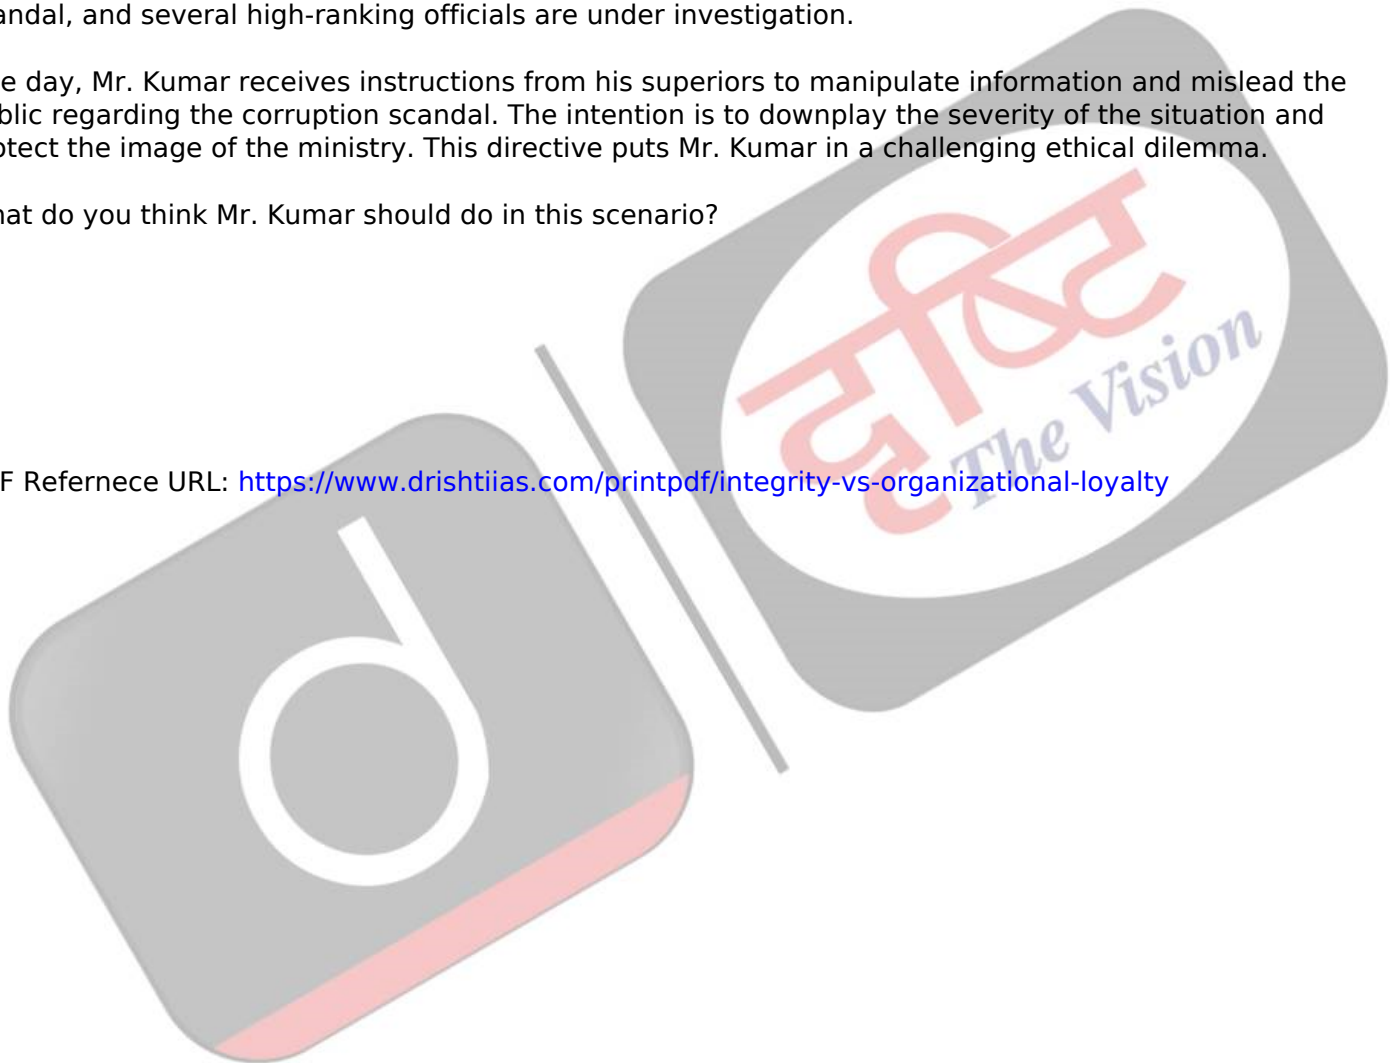 andal, and several high-ranking officials are under investigation.
e day, Mr. Kumar receives instructions from his superiors to manipulate information and mislead the
blic regarding the corruption scandal. The intention is to downplay the severity of the situation and
otect the image of the ministry. This directive puts Mr. Kumar in a challenging ethical dilemma.
hat do you think Mr. Kumar should do in this scenario?
दृष्टि
The Vision
F Refernece URL: https://www.drishtiias.com/printpdf/integrity-vs-organizational-loyalty
d